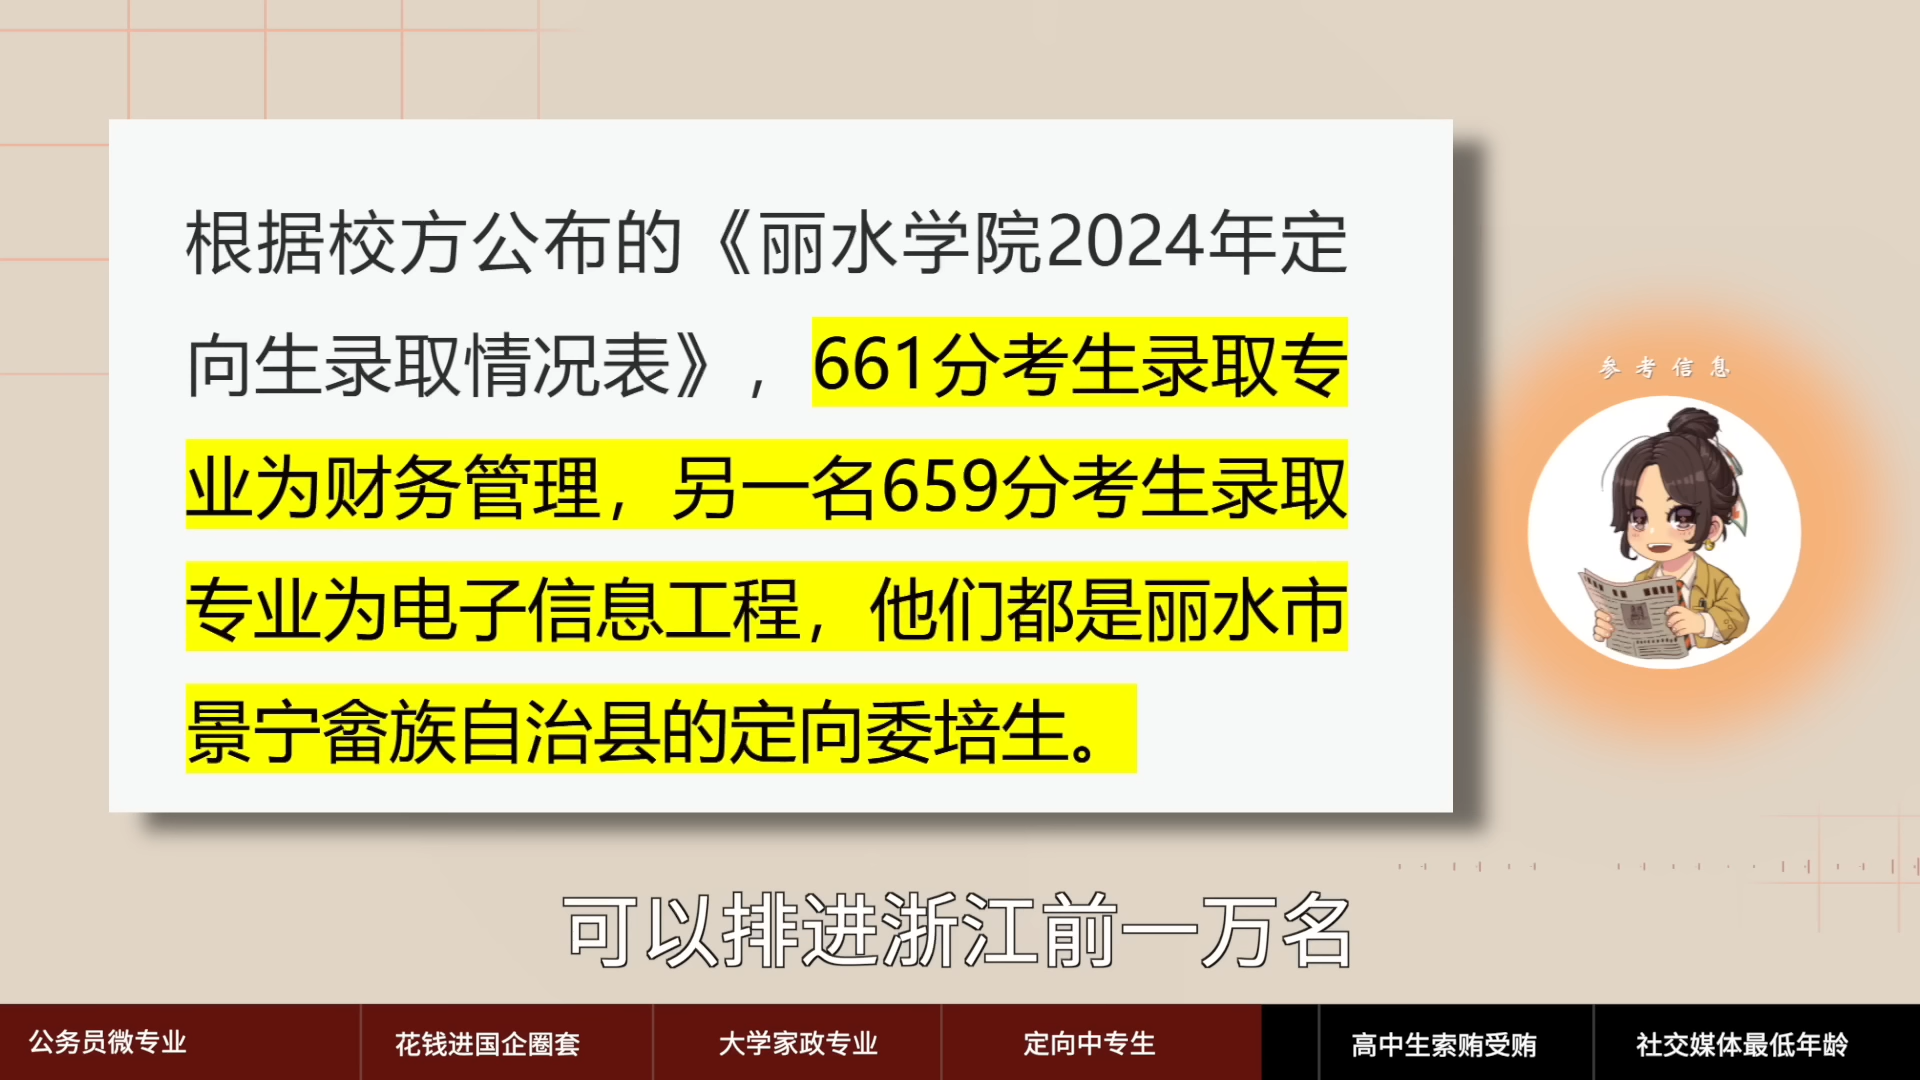 根据校方公布的《丽水学院2024年定
向生录取情况表》，661分考生录取专
业为财务管理，另一名659分考生录取
专业为电子信息工程，他们都是丽水市
景宁畲族自治县的定向委培生。
参考信息
可以排进浙江前一万名
公务员微专业
花钱进国企圈套
大学家政专业
定向中专生
高中生索贿受贿
社交媒体最低年龄